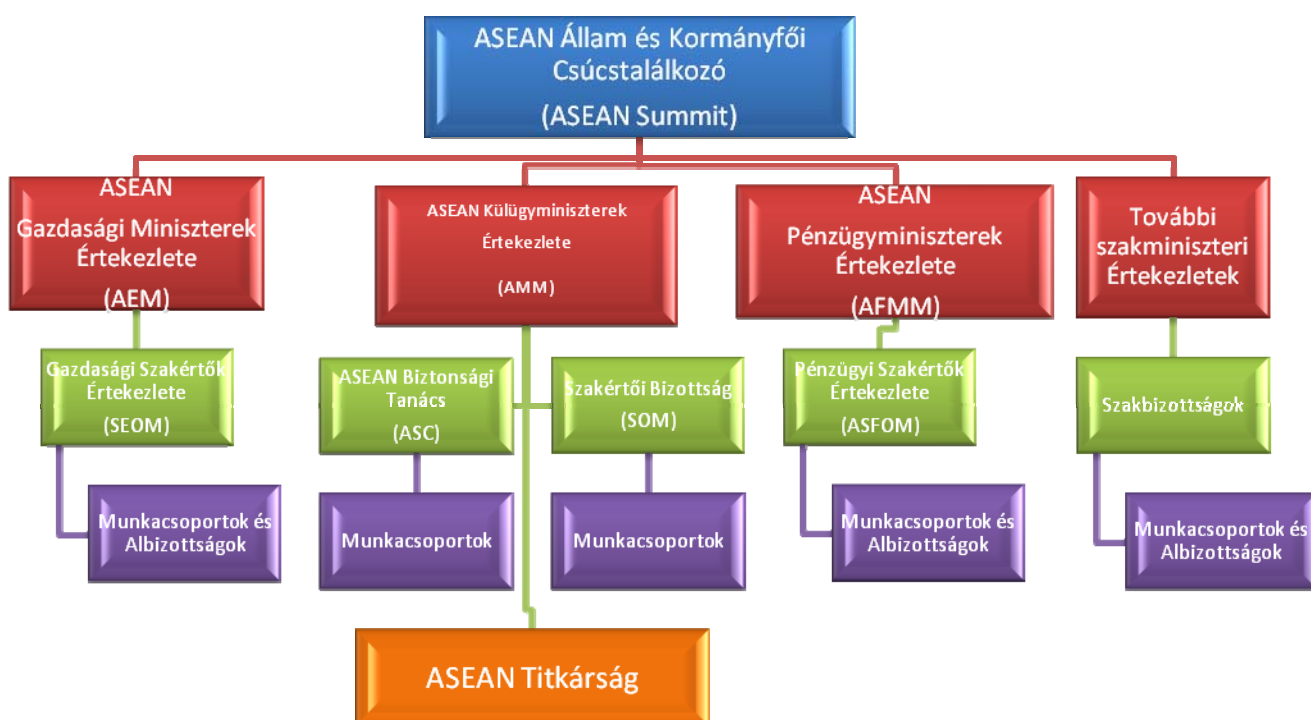 ASEAN Állam és Kormányfői
Csúcstalálkozó
(ASEAN Summit)
ASEAN
Gazdasági Miniszterek
Értekezlete
(AEM)
ASEAN Külügyminiszterek
Értekezlete
(AMM)
ASEAN
Pénzügyminiszterek
Értekezlete
(AFMM)
További
szakminiszteri
Értekezletek
Gazdasági Szakértők
Értekezlete
(SEOM)
ASEAN Biztonsági
Tanács
(ASC)
Szakértői Bizottság
(SOM)
Pénzügyi Szakértők
Értekezlete
(ASFOM)
Szakbizottságok
Munkacsoportok és
Albizottságok
Munkacsoportok
Munkacsoportok
Munkacsoportok és
Albizottságok
Munkacsoportok és
Albizottságok
ASEAN Titkárság